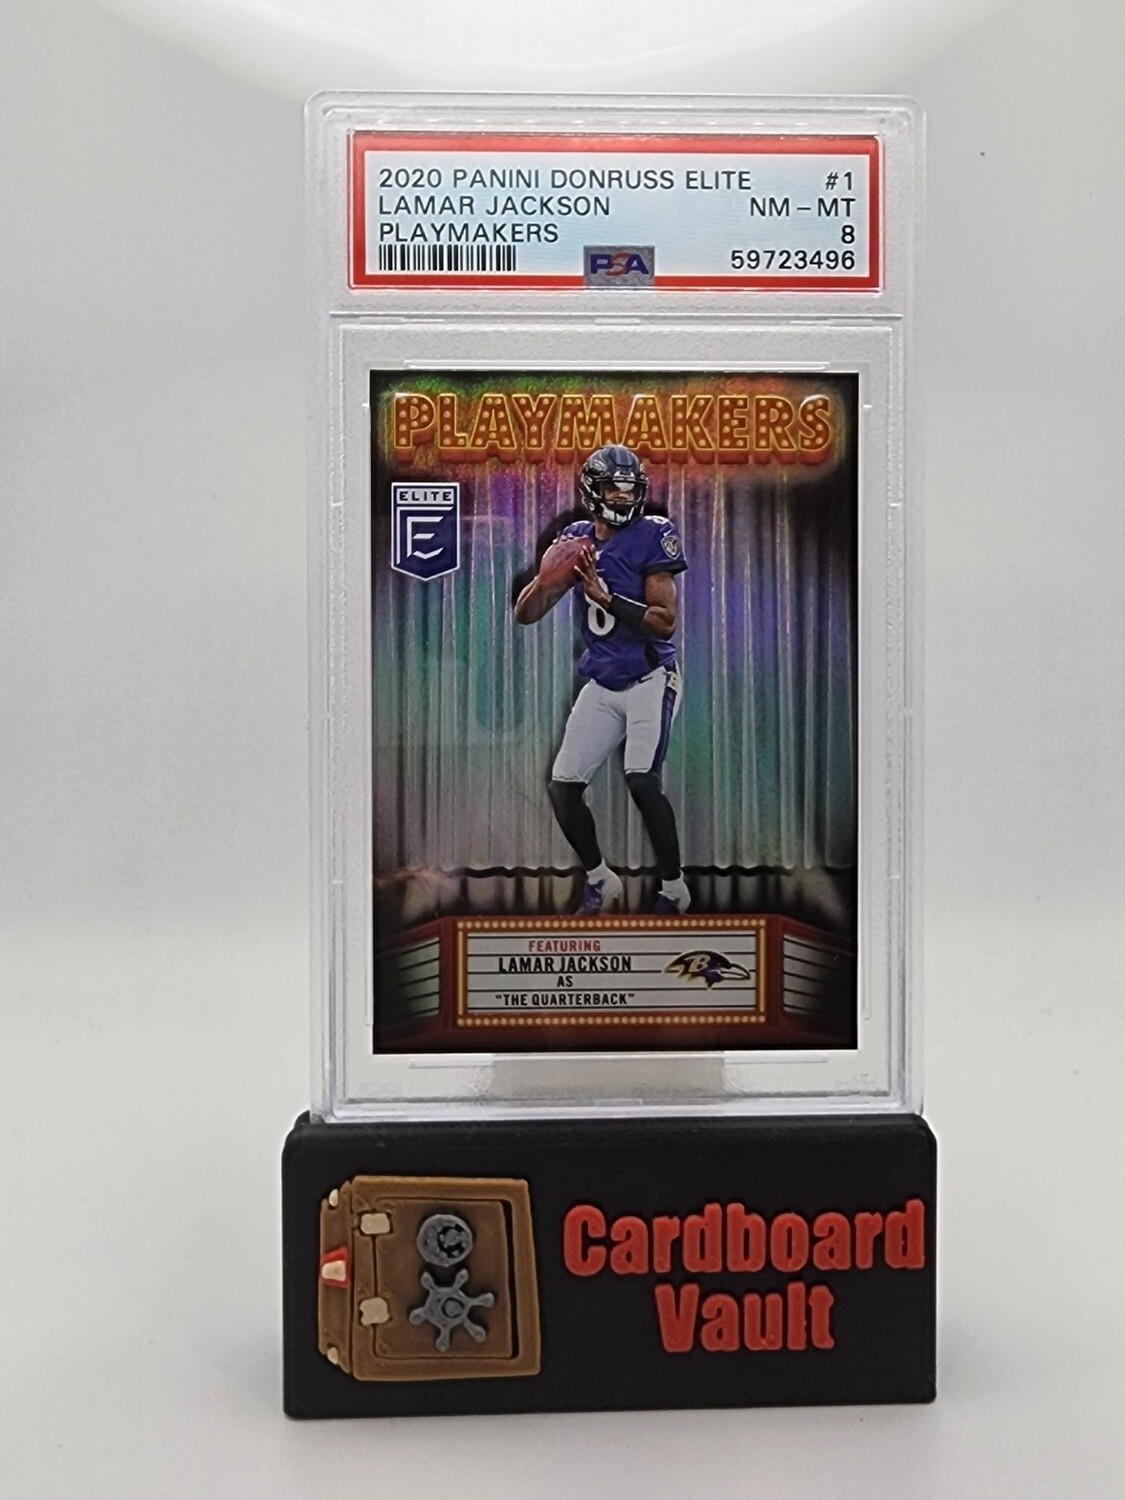 2020 PANINI DONRUSS ELITE #1
LAMAR JACKSON NM - MT
PLAYMAKERS 8
PSA 59723496
PLAYMAKERS
ELITE
E
8
FEATURING
LAMAR JACKSON
AS
"THE QUARTERBACK"
B
Cardboard
Vault